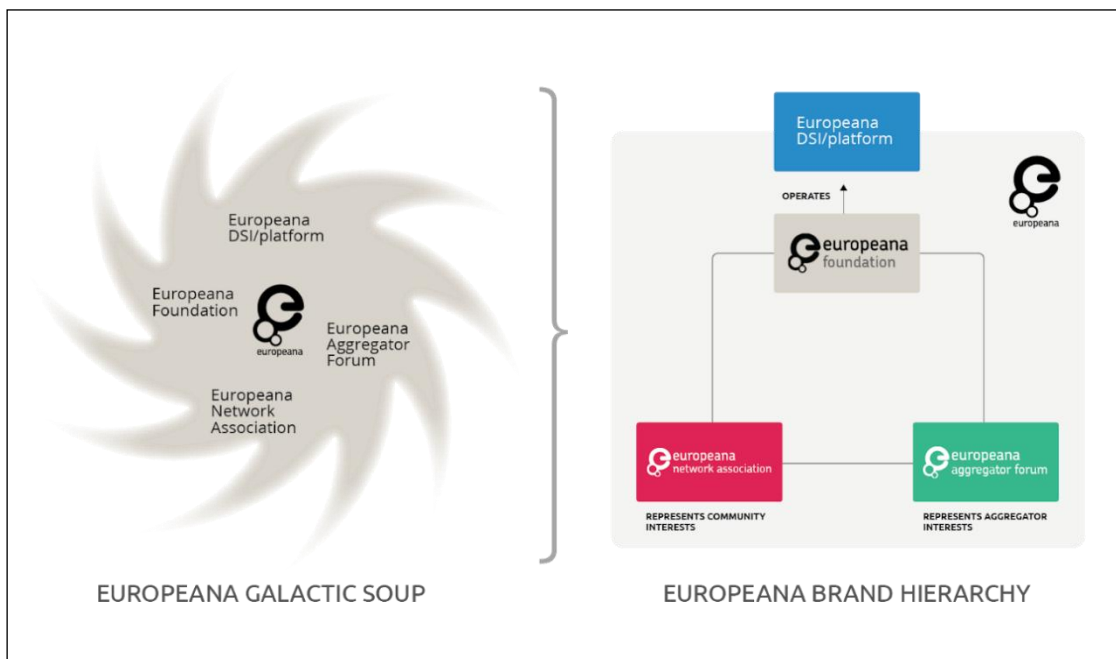 Europeana
DSI/platform
Europeana
Foundation
europeana
Europeana
Aggregator
Forum
Europeana
Network
Association
EUROPEANA GALACTIC SOUP
Europeana
DSI/platform
OPERATES
europeana
europeana
foundation
europeana
network association
europeana
aggregator forum
REPRESENTS COMMUNITY
INTERESTS
REPRESENTS AGGREGATOR
INTERESTS
EUROPEANA BRAND HIERARCHY